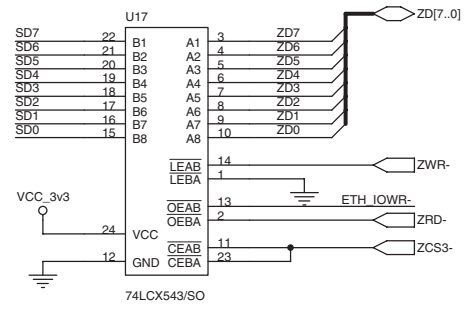 U17
ZD[7..0]
SD7 22 B1 A1 3 ZD7
SD6 21 B2 A2 4 ZD6
SD5 20 B3 A3 5 ZD5
SD4 19 B4 A4 6 ZD4
SD3 18 B5 A5 7 ZD3
SD2 17 B6 A6 8 ZD2
SD1 16 B7 A7 9 ZD1
SD0 15 B8 A8 10 ZD0
LEAB 14 ZWR-
LEBA 1
VCC_3v3
OEAB 13 ETH_IOWR-
OEBA 2 ZRD-
24 VCC
CEAB 11 ZCS3-
12 GND CEBA 23
74LCX543/SO